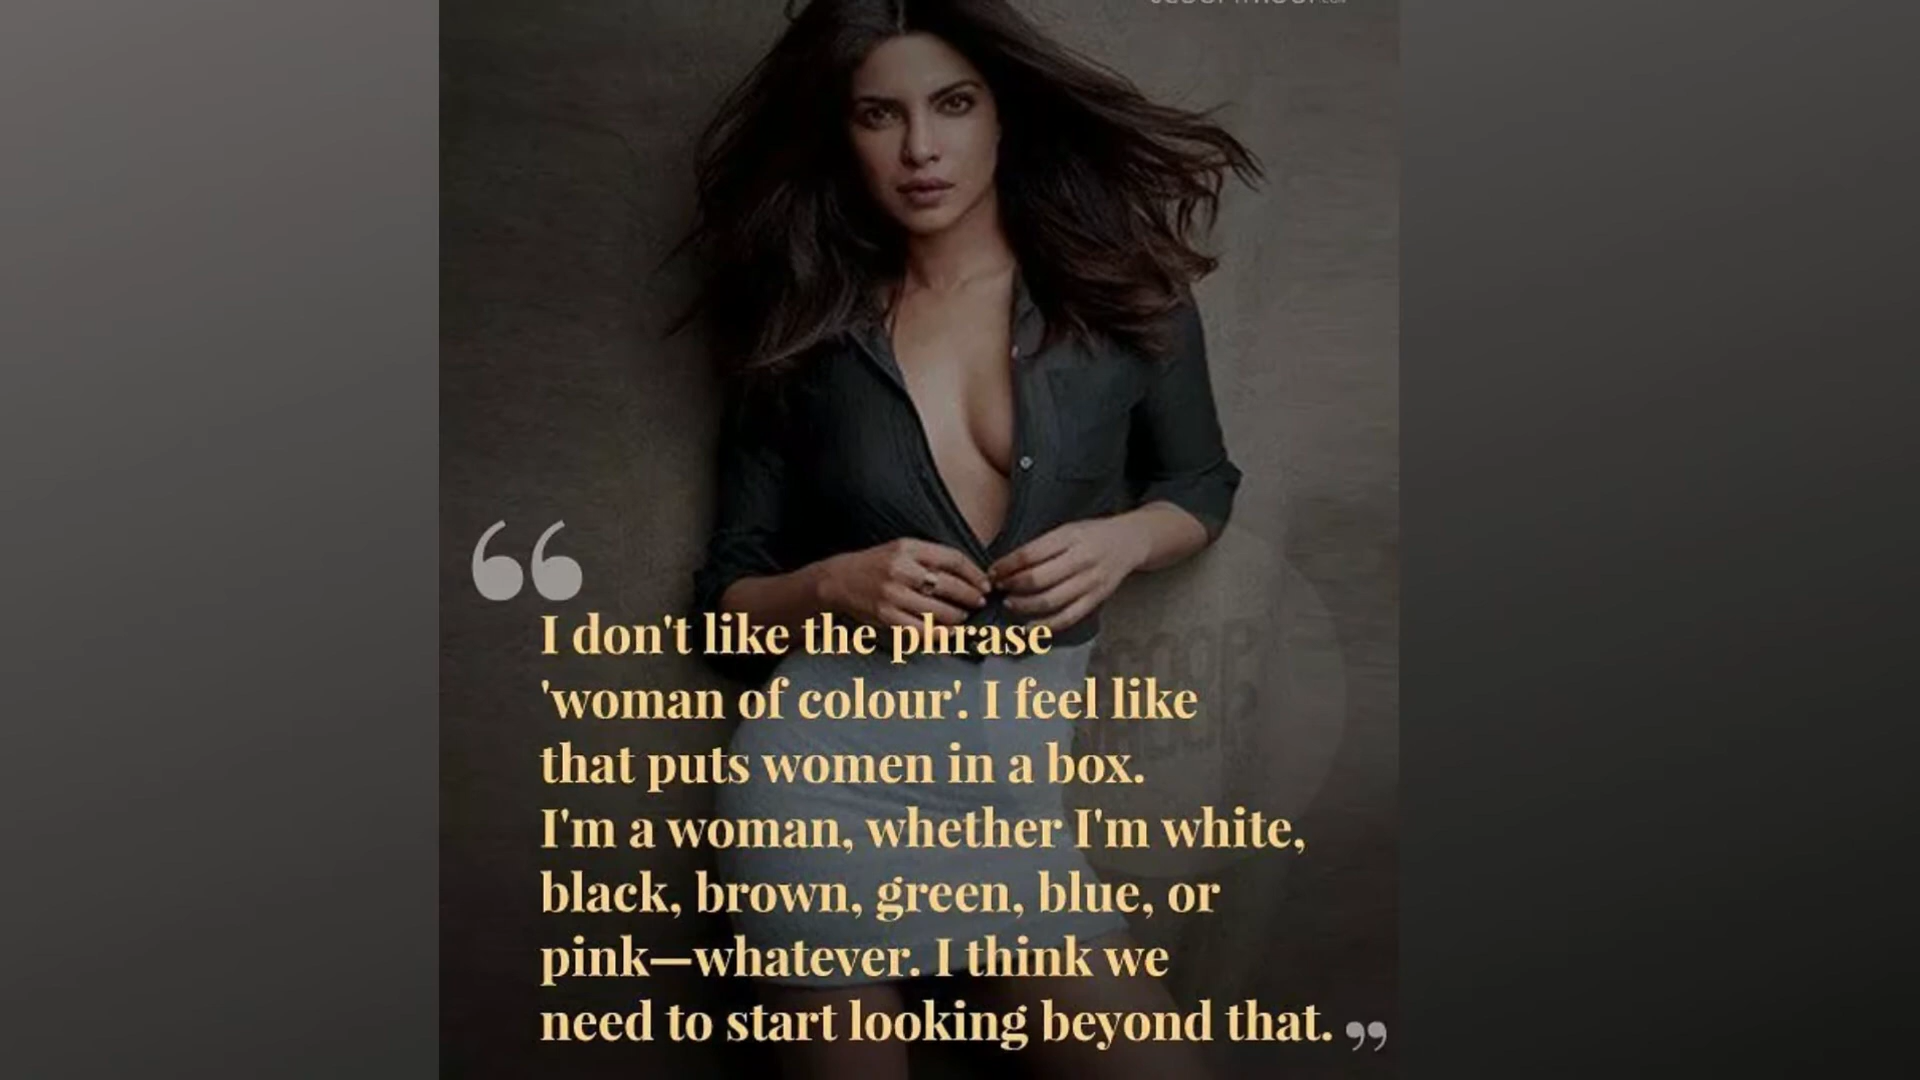 “
I don't like the phrase
'woman of colour'. I feel like
that puts women in a box.
I'm a woman, whether I'm white,
black, brown, green, blue, or
pink—whatever. I think we
need to start looking beyond that. ”